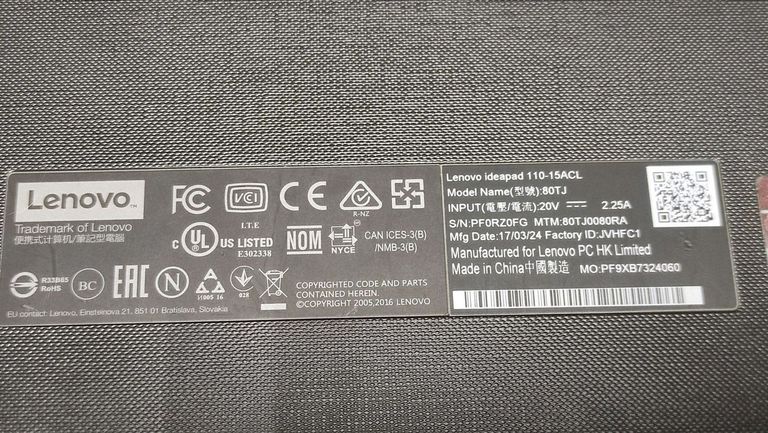 Lenovo
Trademark of Lenovo
便携式计算机/筆記型電腦
FC
VCI
I.T.E
CE
R-NZ
UL US LISTED
E302338
NOM
NYCE
CAN ICES-3(B)
/NMB-3(B)
R33B65
RoHS
BC
EAC
N
И005 16
028
COPYRIGHTED CODE AND PARTS
CONTAINED HEREIN.
©COPYRIGHT 2005,2016 LENOVO
EU contact: Lenovo, Einsteinova 21, 851 01 Bratislava, Slovakia
Lenovo ideapad 110-15ACL
Model Name(型號):80TJ
INPUT(電壓/電流):20V 2.25A
S/N:PF0RZ0FG MTM:80TJ0080RA
Mfg Date:17/03/24 Factory ID:JVHFC1
Manufactured for Lenovo PC HK Limited
Made in China中國製造 MO:PF9XB7324060